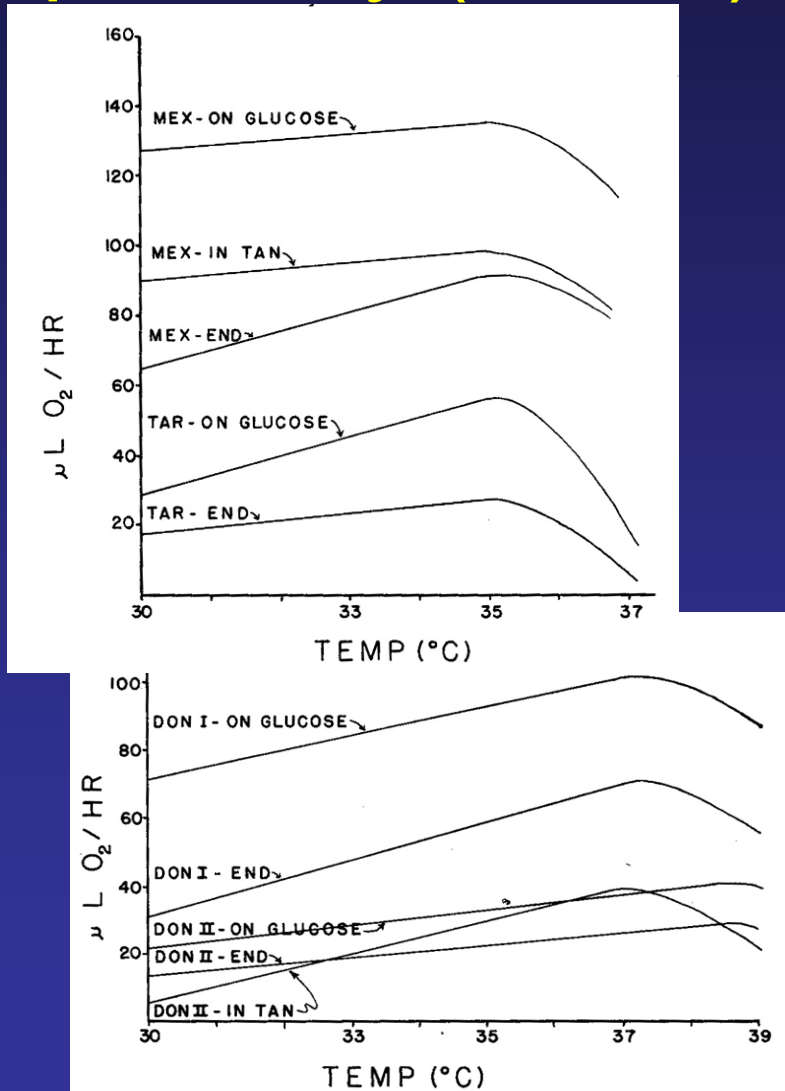 160
140
120
100
80
60
40
20
MEX-ON GLUCOSE
MEX-IN TAN
MEX-END
TAR-ON GLUCOSE
TAR-END
μL O2/HR
30 33 35 37
TEMP (°C)
100
80
60
40
20
DON I-ON GLUCOSE
DON I-END
DON II-ON GLUCOSE
DON II-END
DON II-IN TAN
μL O2/HR
30 33 35 37 39
TEMP (°C)